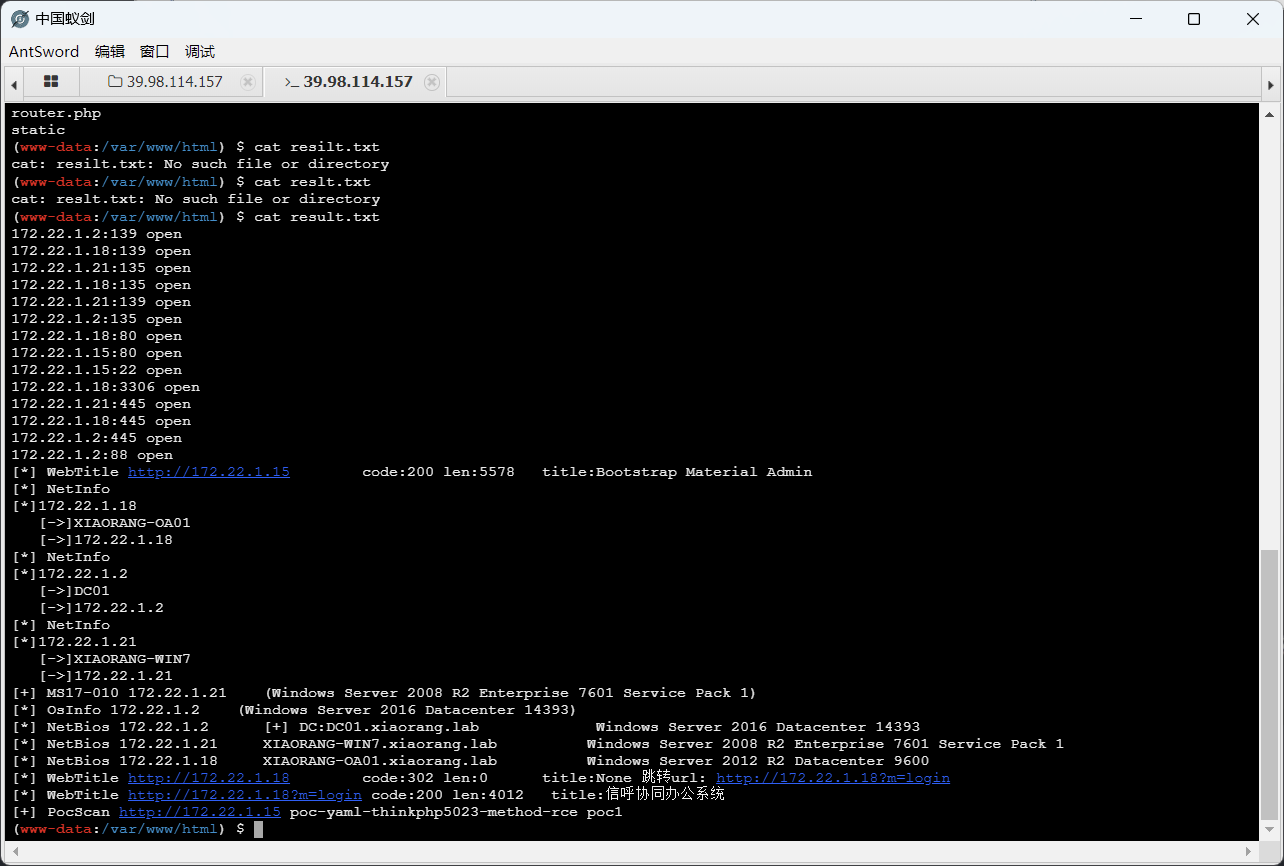 中国蚁剑
AntSword 编辑 窗口 调试
39.98.114.157 >_ 39.98.114.157
router.php
static
(www-data:/var/www/html) $ cat resilt.txt
cat: resilt.txt: No such file or directory
(www-data:/var/www/html) $ cat reslt.txt
cat: reslt.txt: No such file or directory
(www-data:/var/www/html) $ cat result.txt
172.22.1.2:139 open
172.22.1.18:139 open
172.22.1.21:135 open
172.22.1.18:135 open
172.22.1.21:139 open
172.22.1.2:135 open
172.22.1.18:80 open
172.22.1.15:80 open
172.22.1.15:22 open
172.22.1.18:3306 open
172.22.1.21:445 open
172.22.1.18:445 open
172.22.1.2:445 open
172.22.1.2:88 open
[*] WebTitle http://172.22.1.15 code:200 len:5578 title:Bootstrap Material Admin
[*] NetInfo
[*]172.22.1.18
[->]XIAORANG-OA01
[->]172.22.1.18
[*] NetInfo
[*]172.22.1.2
[->]DC01
[->]172.22.1.2
[*] NetInfo
[*]172.22.1.21
[->]XIAORANG-WIN7
[->]172.22.1.21
[+] MS17-010 172.22.1.21 (Windows Server 2008 R2 Enterprise 7601 Service Pack 1)
[*] OsInfo 172.22.1.2 (Windows Server 2016 Datacenter 14393)
[*] NetBios 172.22.1.2 [+] DC:DC01.xiaorang.lab Windows Server 2016 Datacenter 14393
[*] NetBios 172.22.1.21 XIAORANG-WIN7.xiaorang.lab Windows Server 2008 R2 Enterprise 7601 Service Pack 1
[*] NetBios 172.22.1.18 XIAORANG-OA01.xiaorang.lab Windows Server 2012 R2 Datacenter 9600
[*] WebTitle http://172.22.1.18 code:302 len:0 title:None 跳转url: http://172.22.1.18?m=login
[*] WebTitle http://172.22.1.18?m=login code:200 len:4012 title:信呼协同办公系统
[+] PocScan http://172.22.1.15 poc-yaml-thinkphp5023-method-rce poc1
(www-data:/var/www/html) $